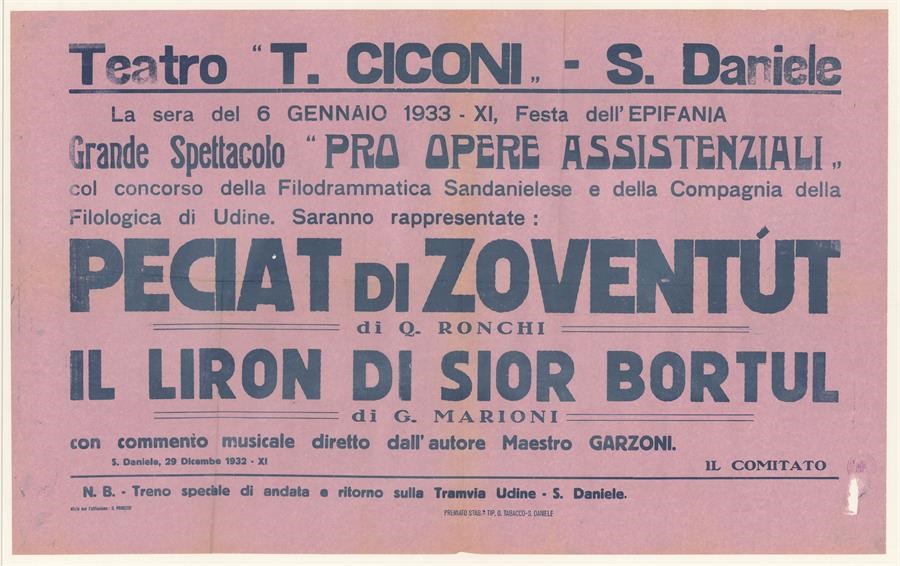 Teatro "T. CICONI„ - S. Daniele
La sera del 6 GENNAIO 1933 - XI, Festa dell'EPIFANIA
Grande Spettacolo "PRO OPERE ASSISTENZIALI„
col concorso della Filodrammatica Sandanielese e della Compagnia della
Filologica di Udine. Saranno rappresentate :
PECIAT DI ZOVENTÚT
di Q. RONCHI
IL LIRON DI SIOR BORTUL
di G. MARIONI
con commento musicale diretto dall'autore Maestro GARZONI.
S. Daniele, 29 Dicembe 1932 - XI
IL COMITATO
N. B. - Treno speciale di andata e ritorno sulla Tramvia Udine - S. Daniele.
PREMIATO STAB.° TIP. G. TABACCO-S. DANIELE